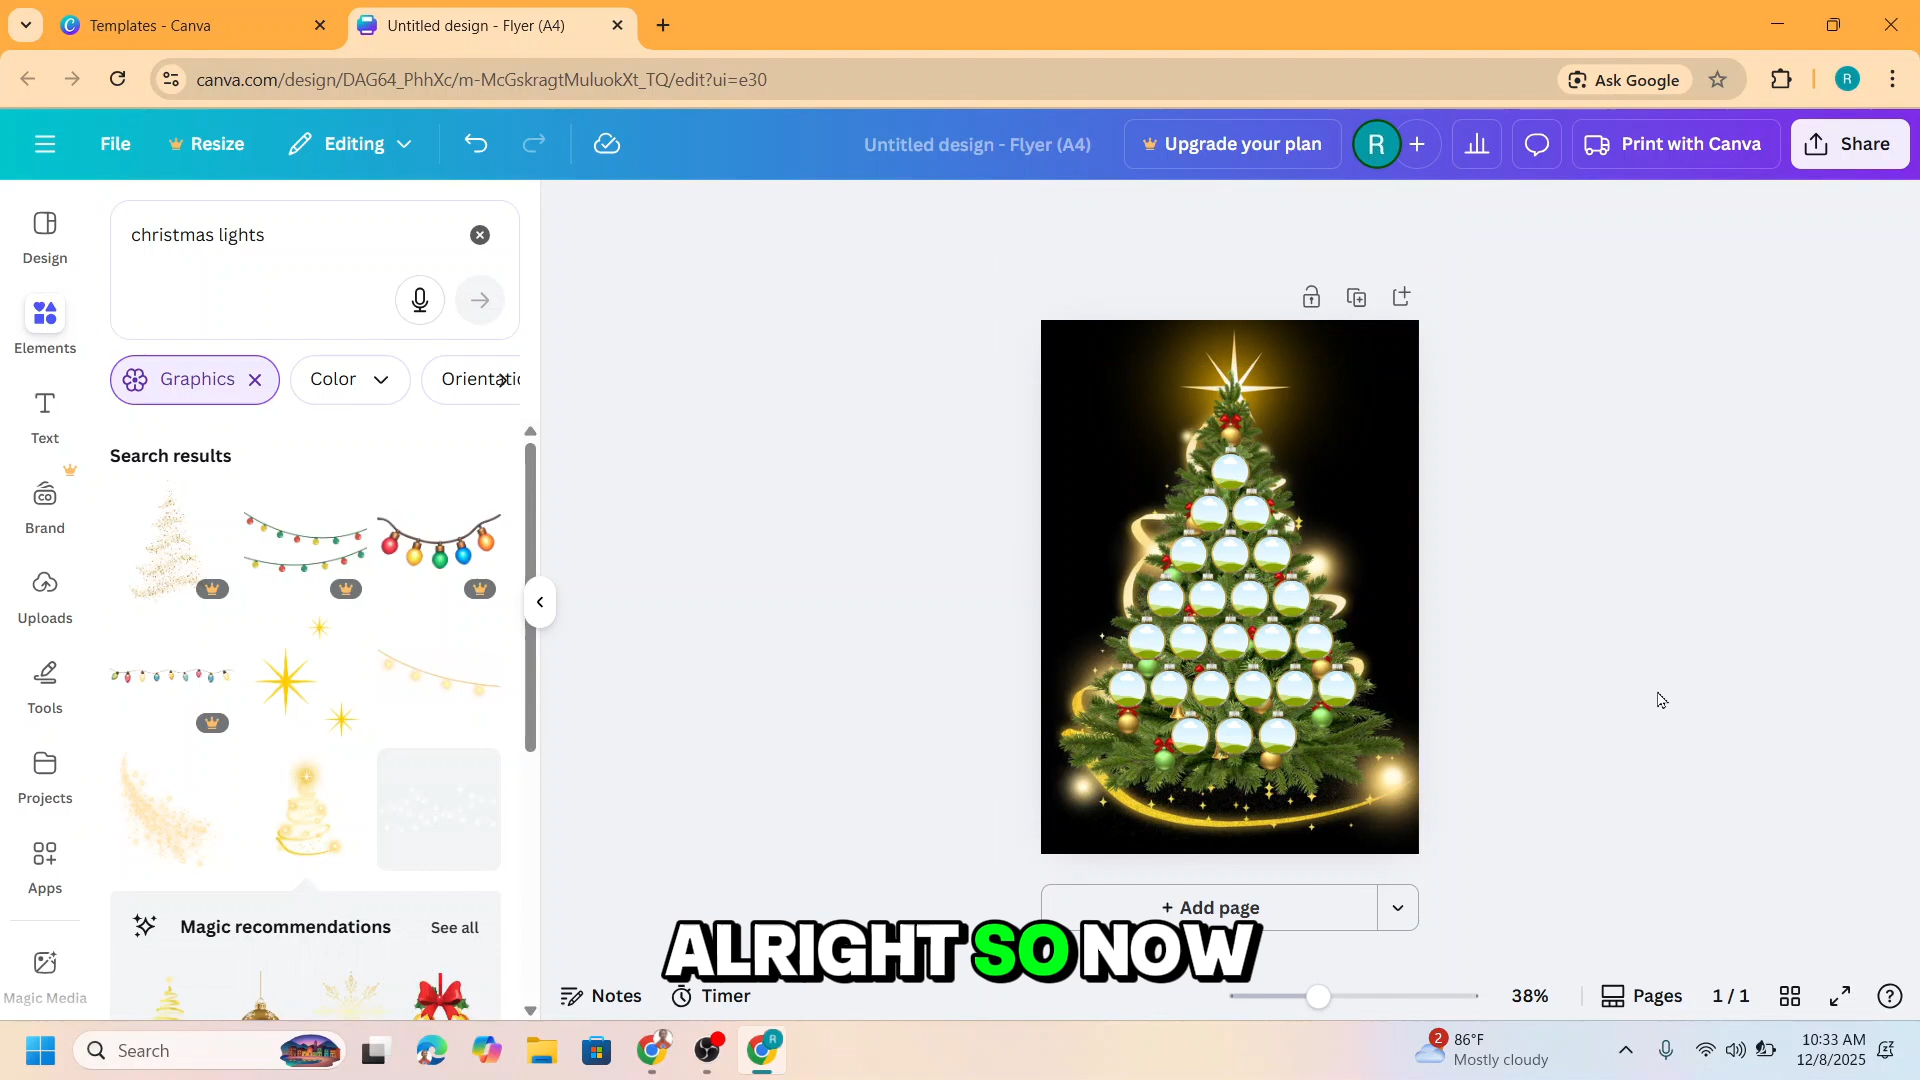 Templates - Canva
Untitled design - Flyer (A4)
canva.com/design/DAG64_PhhXc/m-McGskragtMuluokXt_TQ/edit?ui=e30
Ask Google
R
File
Resize
Editing
Untitled design - Flyer (A4)
Upgrade your plan
R
Print with Canva
Share
Design
Elements
Text
Brand
Uploads
Tools
Projects
Apps
Magic Media
christmas lights
Graphics
Color
Orientatio
Search results
Magic recommendations
See all
+ Add page
ALRIGHT SO NOW
Notes
Timer
38%
Pages
1 / 1
Search
R
2
86°F
Mostly cloudy
10:33 AM
12/8/2025